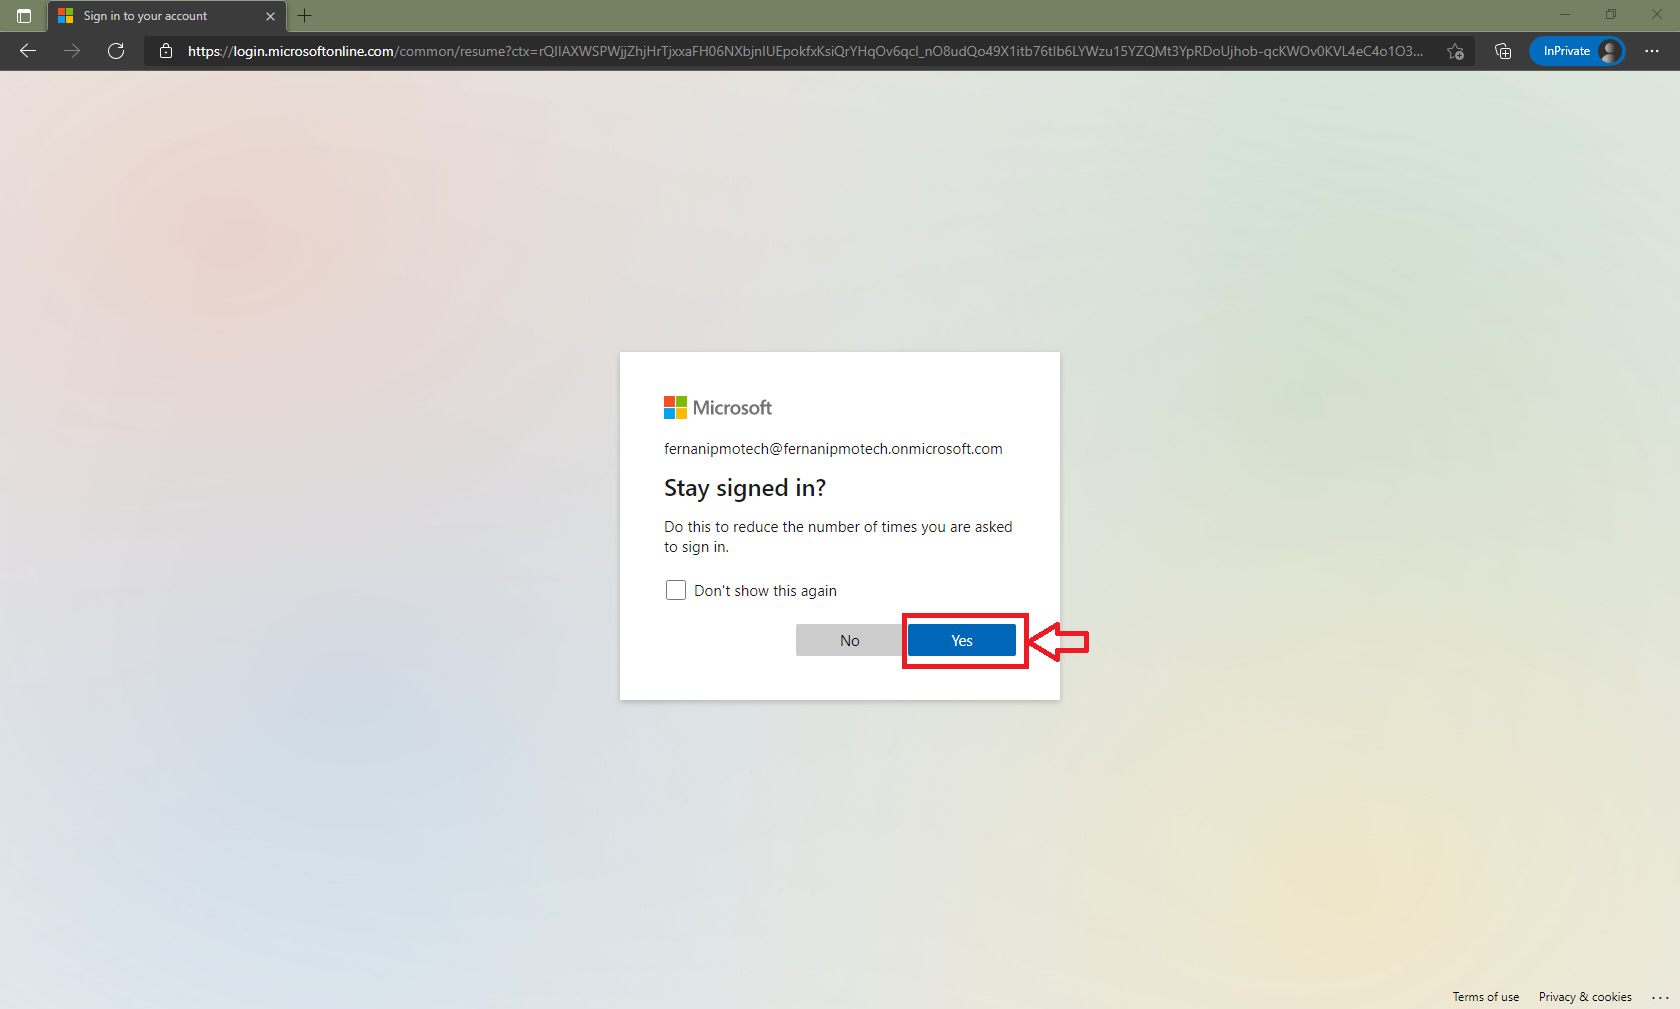 Sign in to your account
https://login.microsoftonline.com/common/resume?ctx=rQIIAXWSPWjjZhjHrTjxxaFH06NXbjnIUEpokfxKsiQrYHqOv6qcI_nO8udQo49X1itb76tIb6LYWzu15YZQMt3YpRDoUjhob-qcKWOv0KVL4eC4o1O3...
InPrivate
Microsoft
fernanipmotech@fernanipmotech.onmicrosoft.com
Stay signed in?
Do this to reduce the number of times you are asked
to sign in.
Don't show this again
No
Yes
Terms of use
Privacy & cookies